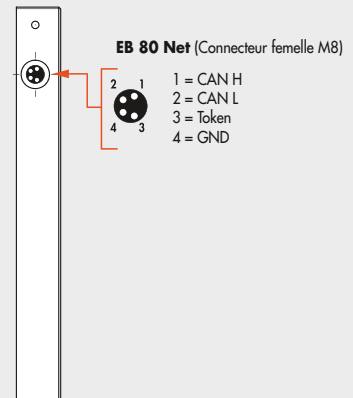 EB 80 Net (Connecteur femelle M8)
2 1
4 3
1 = CAN H
2 = CAN L
3 = Token
4 = GND